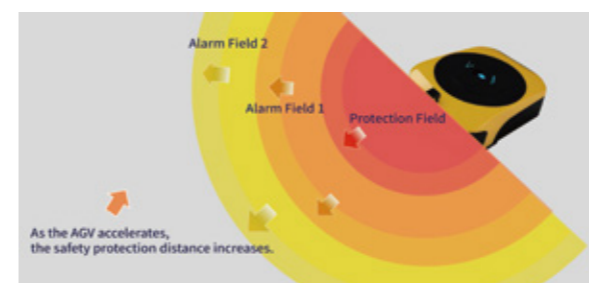 Alarm Field 2
Alarm Field 1
Protection Field
As the AGV accelerates,
the safety protection distance increases.